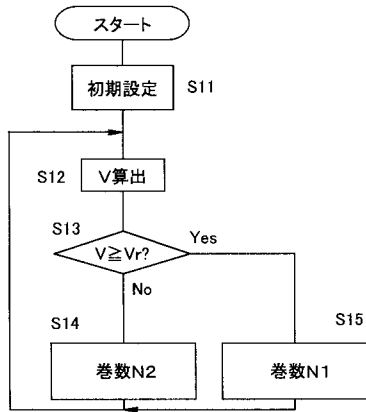 スタート
初期設定
S11
S12
V算出
S13
V≧Vr?
Yes
No
S14
S15
巻数N2
巻数N1